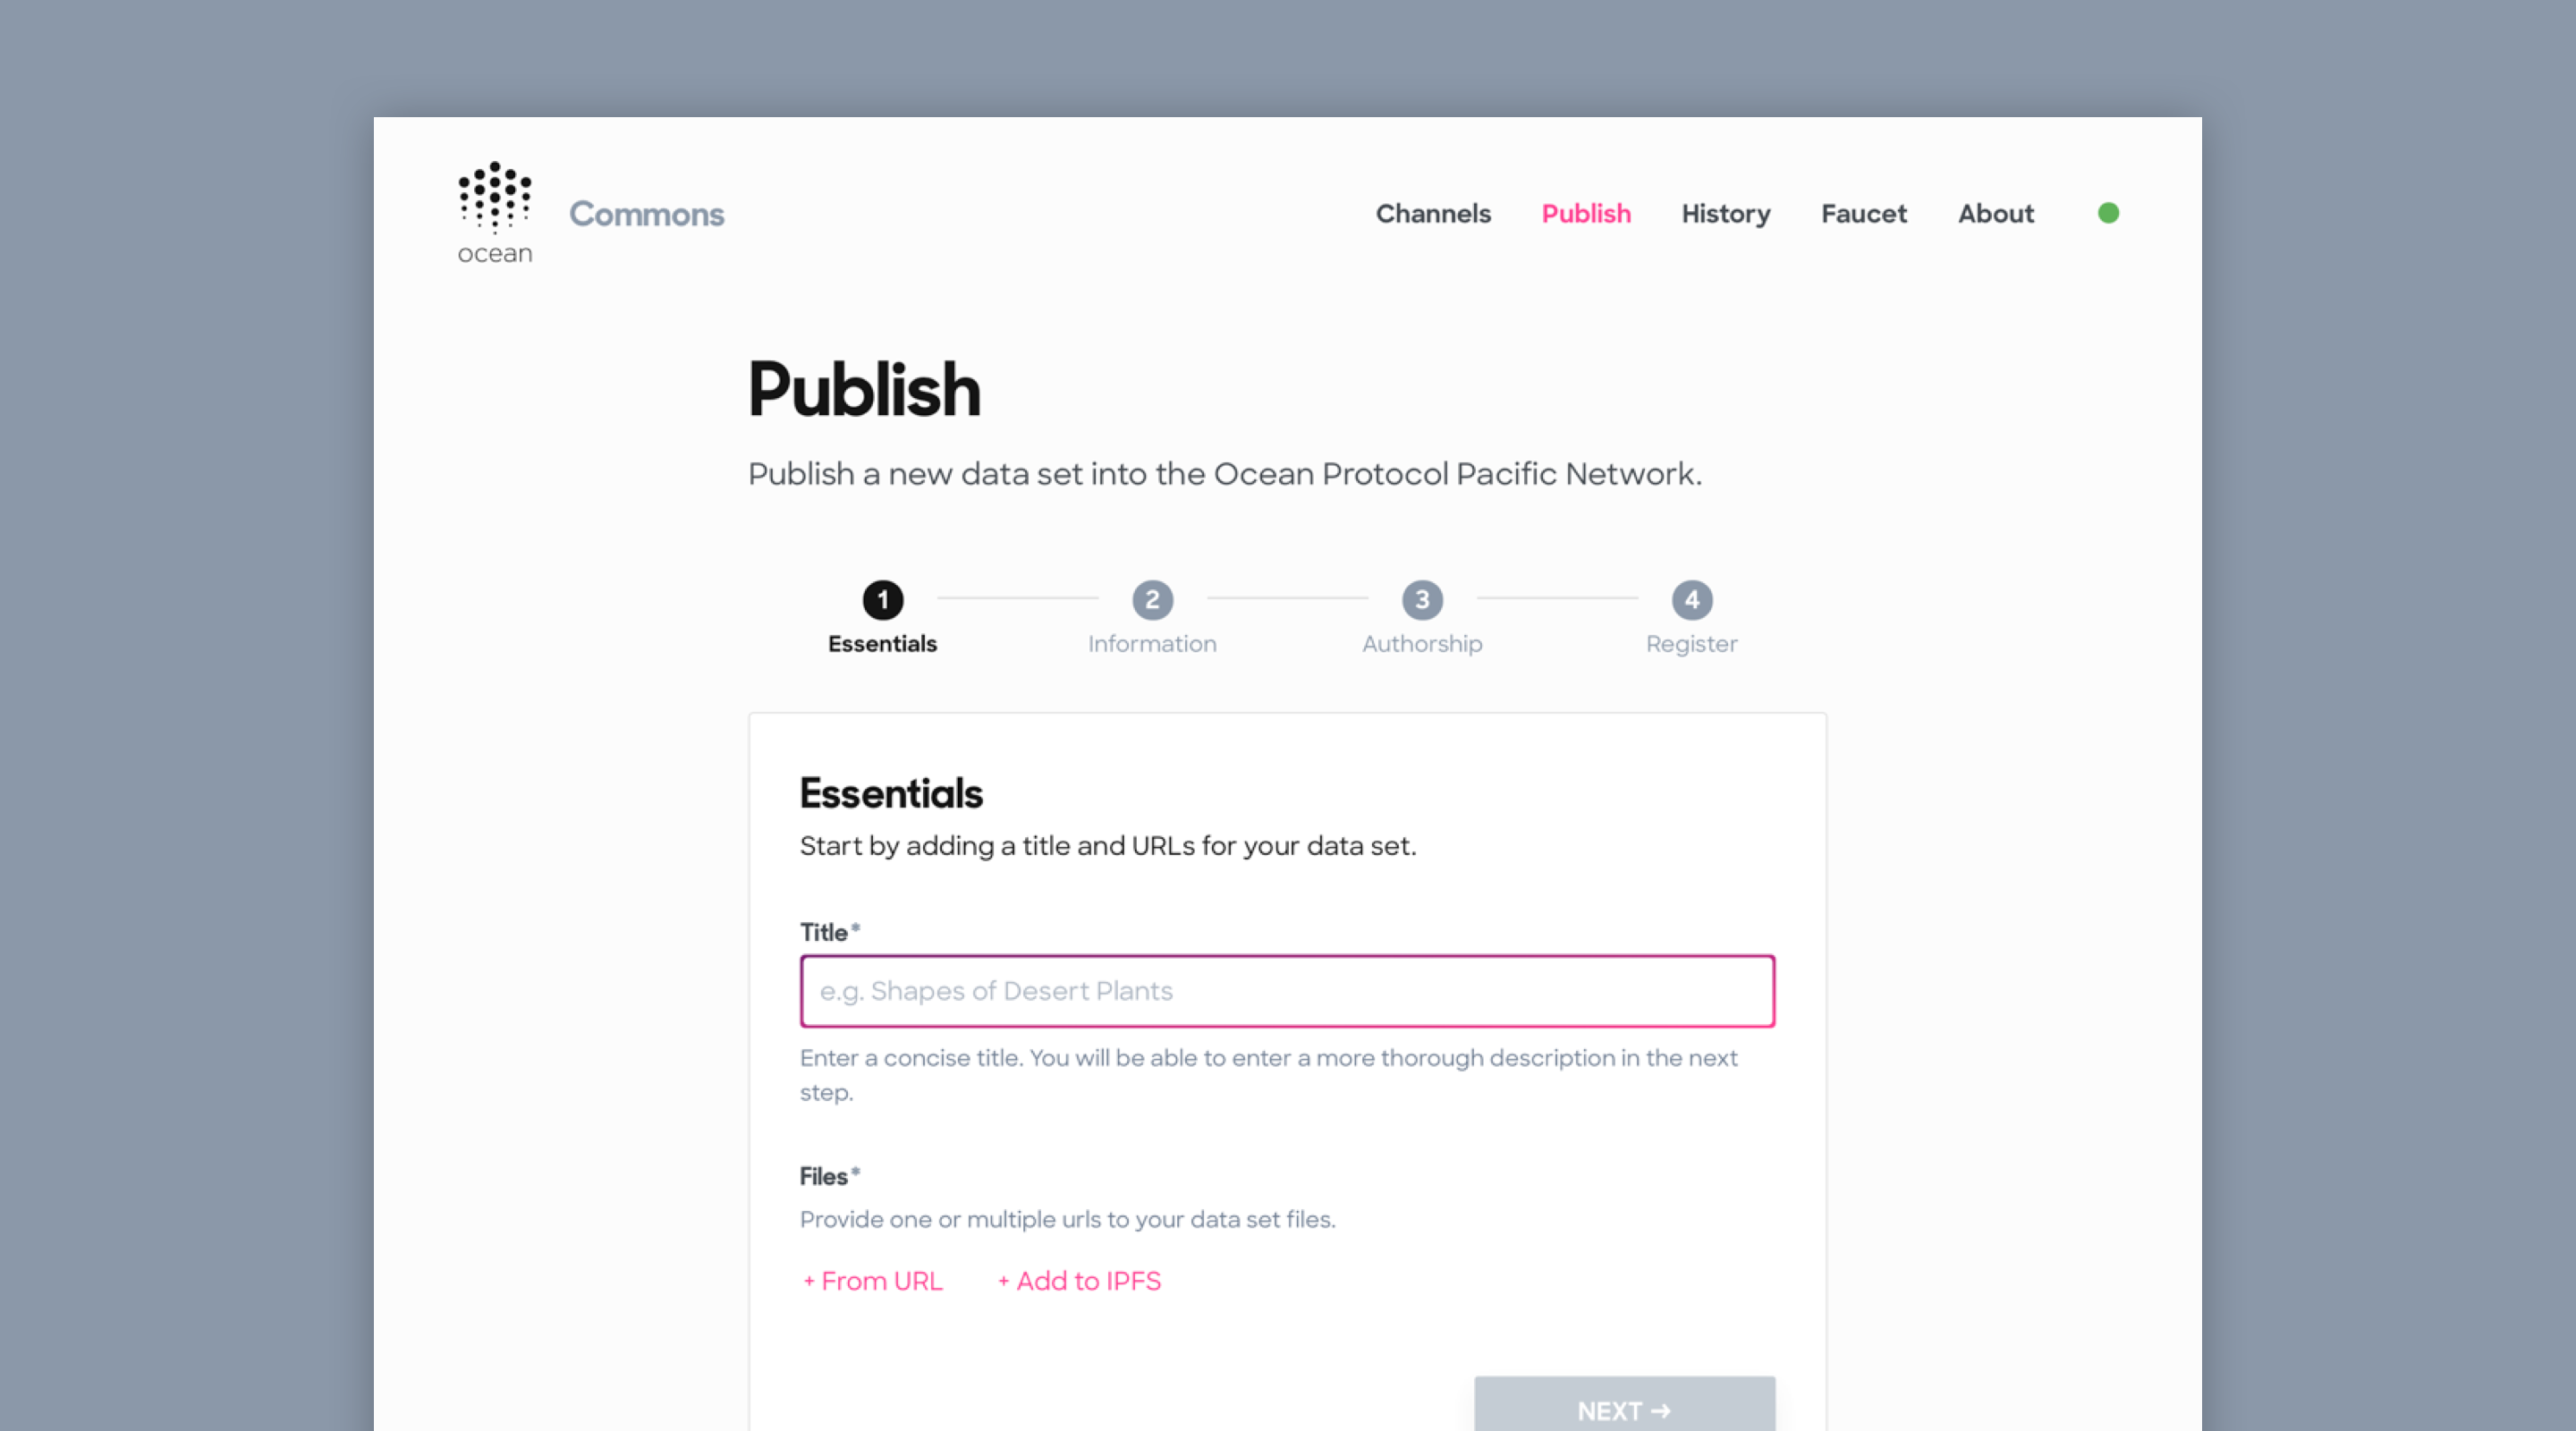 ocean
Commons
Channels Publish History Faucet About
Publish
Publish a new data set into the Ocean Protocol Pacific Network.
1 2 3 4
Essentials Information Authorship Register
Essentials
Start by adding a title and URLs for your data set.
Title*
e.g. Shapes of Desert Plants
Enter a concise title. You will be able to enter a more thorough description in the next
step.
Files*
Provide one or multiple urls to your data set files.
+ From URL + Add to IPFS
NEXT →